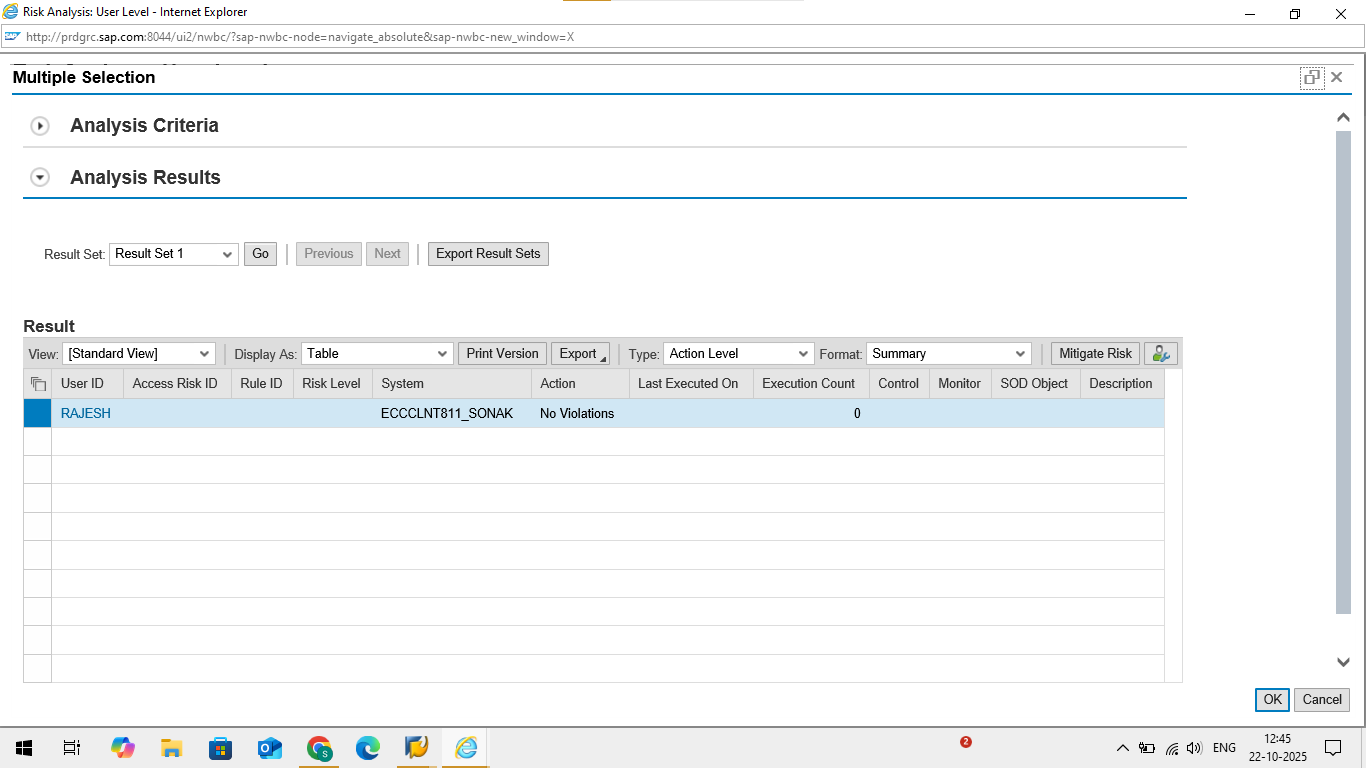 Risk Analysis: User Level - Internet Explorer
SAP http://prdgrc.sap.com:8044/ui2/nwbc/?sap-nwbc-node=navigate_absolute&sap-nwbc-new_window=X
Multiple Selection
Analysis Criteria
Analysis Results
Result Set: Result Set 1 Go Previous Next Export Result Sets
Result
View: [Standard View] Display As: Table Print Version Export Type: Action Level Format: Summary Mitigate Risk
User ID Access Risk ID Rule ID Risk Level System Action Last Executed On Execution Count Control Monitor SOD Object Description
RAJESH ECCCLNT811_SONAK No Violations 0
OK Cancel
S 2 ENG 12:45
22-10-2025